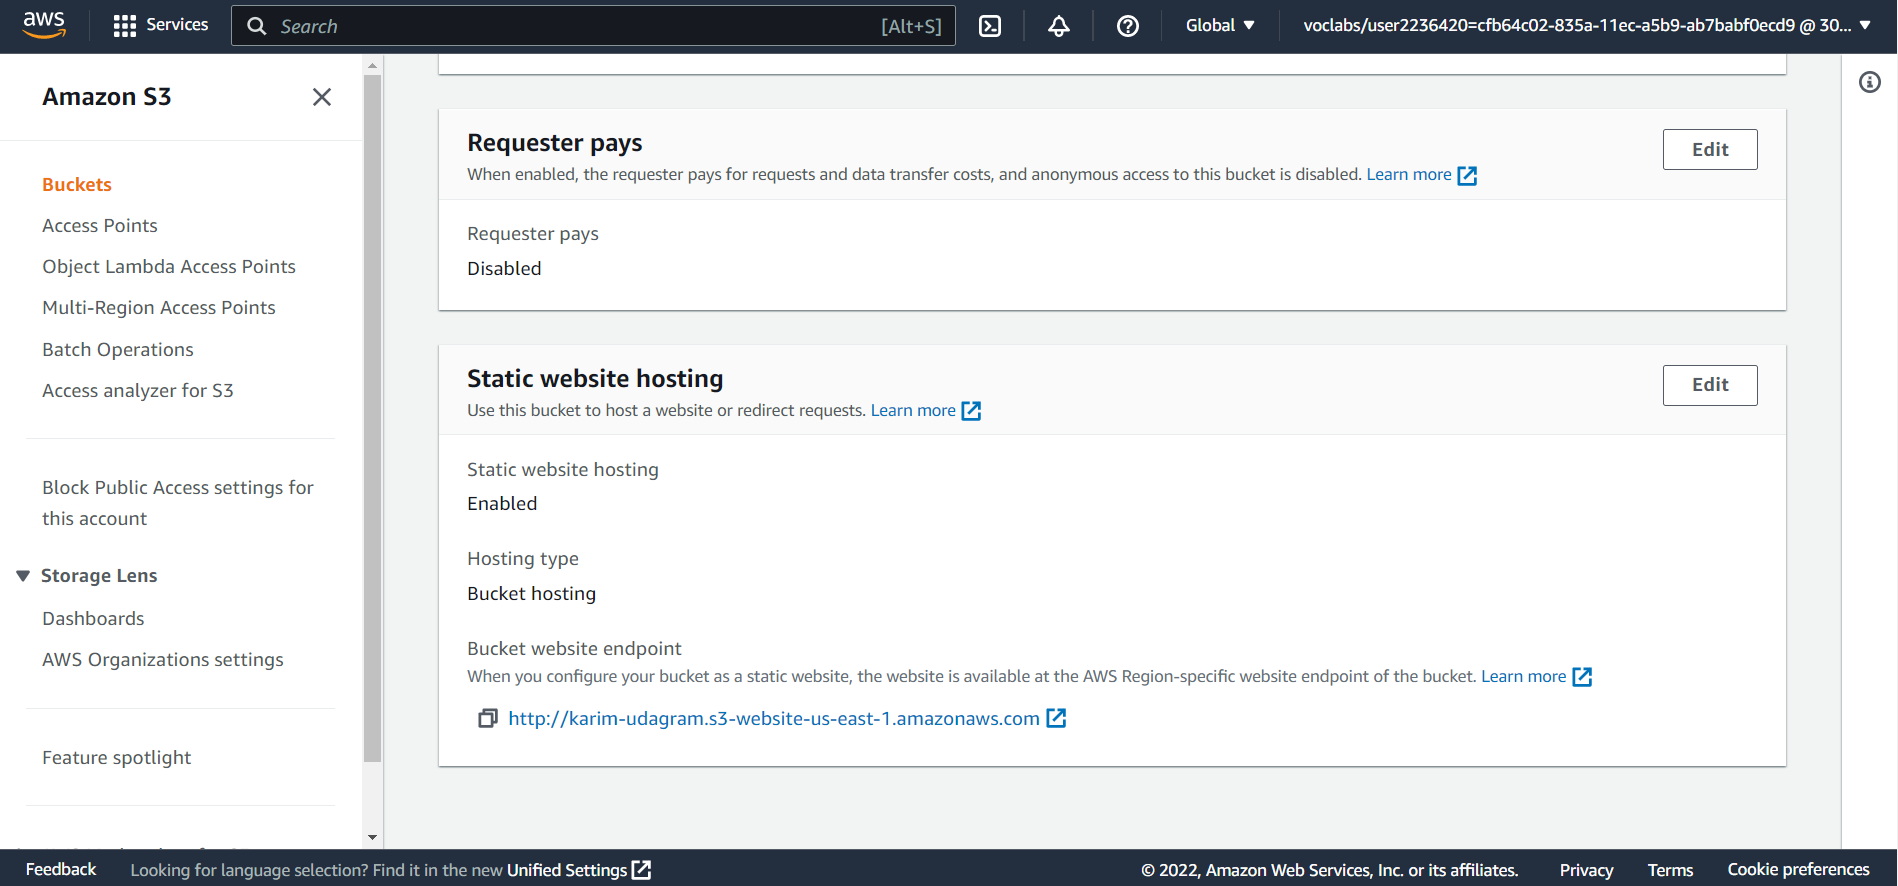 aws
Services
Search
[Alt+S]
Global
voclabs/user2236420=cfb64c02-835a-11ec-a5b9-ab7babf0ecd9 @ 30...
Amazon S3
Buckets
Access Points
Object Lambda Access Points
Multi-Region Access Points
Batch Operations
Access analyzer for S3
Block Public Access settings for
this account
Storage Lens
Dashboards
AWS Organizations settings
Feature spotlight
Requester pays
Edit
When enabled, the requester pays for requests and data transfer costs, and anonymous access to this bucket is disabled. Learn more
Requester pays
Disabled
Static website hosting
Edit
Use this bucket to host a website or redirect requests. Learn more
Static website hosting
Enabled
Hosting type
Bucket hosting
Bucket website endpoint
When you configure your bucket as a static website, the website is available at the AWS Region-specific website endpoint of the bucket. Learn more
http://karim-udagram.s3-website-us-east-1.amazonaws.com
Feedback
Looking for language selection? Find it in the new Unified Settings
© 2022, Amazon Web Services, Inc. or its affiliates.
Privacy
Terms
Cookie preferences